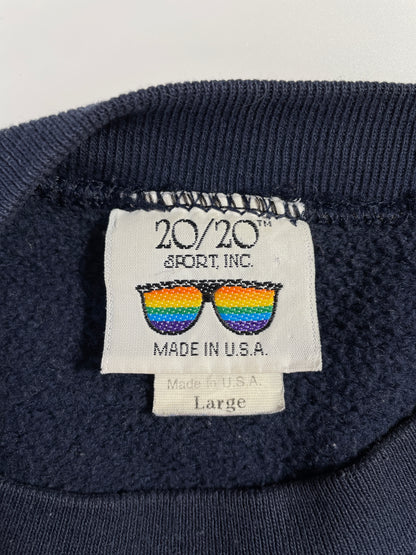 20/20™
SPORT, INC.
MADE IN U.S.A.
Made in U.S.A.
Large